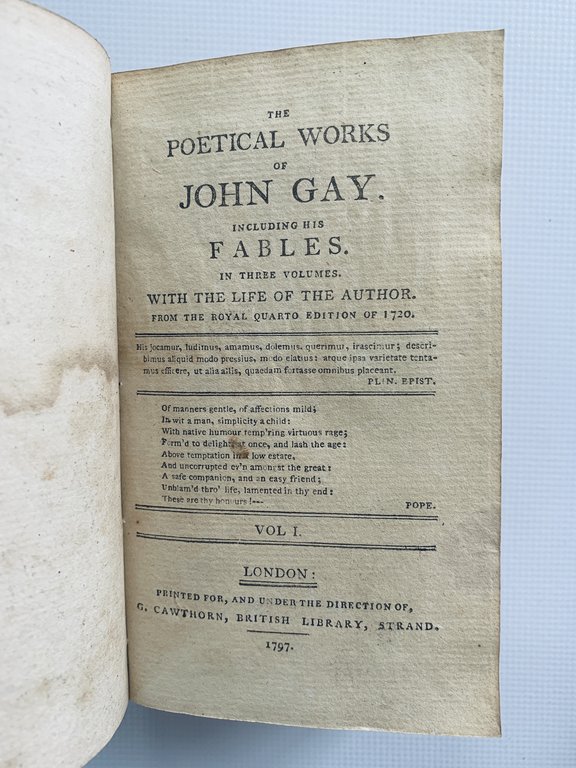 THE
POETICAL WORKS
OF
JOHN GAY.
INCLUDING HIS
FABLES.
IN THREE VOLUMES.
WITH THE LIFE OF THE AUTHOR.
FROM THE ROYAL QUARTO EDITION OF 1720.
His jocamur, ludimus, amamus, dolemus, querimur, irascimur; descri-
bimus aliquid modo pressius, modo elatius: atque ipsa varietate tenta-
mus efficere, ut alia aliis, quaedam fortasse omnibus placeant.
PLIN. EPIST.
Of manners gentle, of affections mild;
In wit a man, simplicity a child:
With native humour temp'ring virtuous rage;
Form'd to delight at once, and lash the age:
Above temptation in a low estate,
And uncorrupted ev'n amongst the great:
A safe companion, and an easy friend;
Unblam'd thro' life, lamented in thy end:
These are thy honours!--
POPE.
VOL I.
LONDON:
PRINTED FOR, AND UNDER THE DIRECTION OF,
G. CAWTHORN, BRITISH LIBRARY, STRAND.
1797.